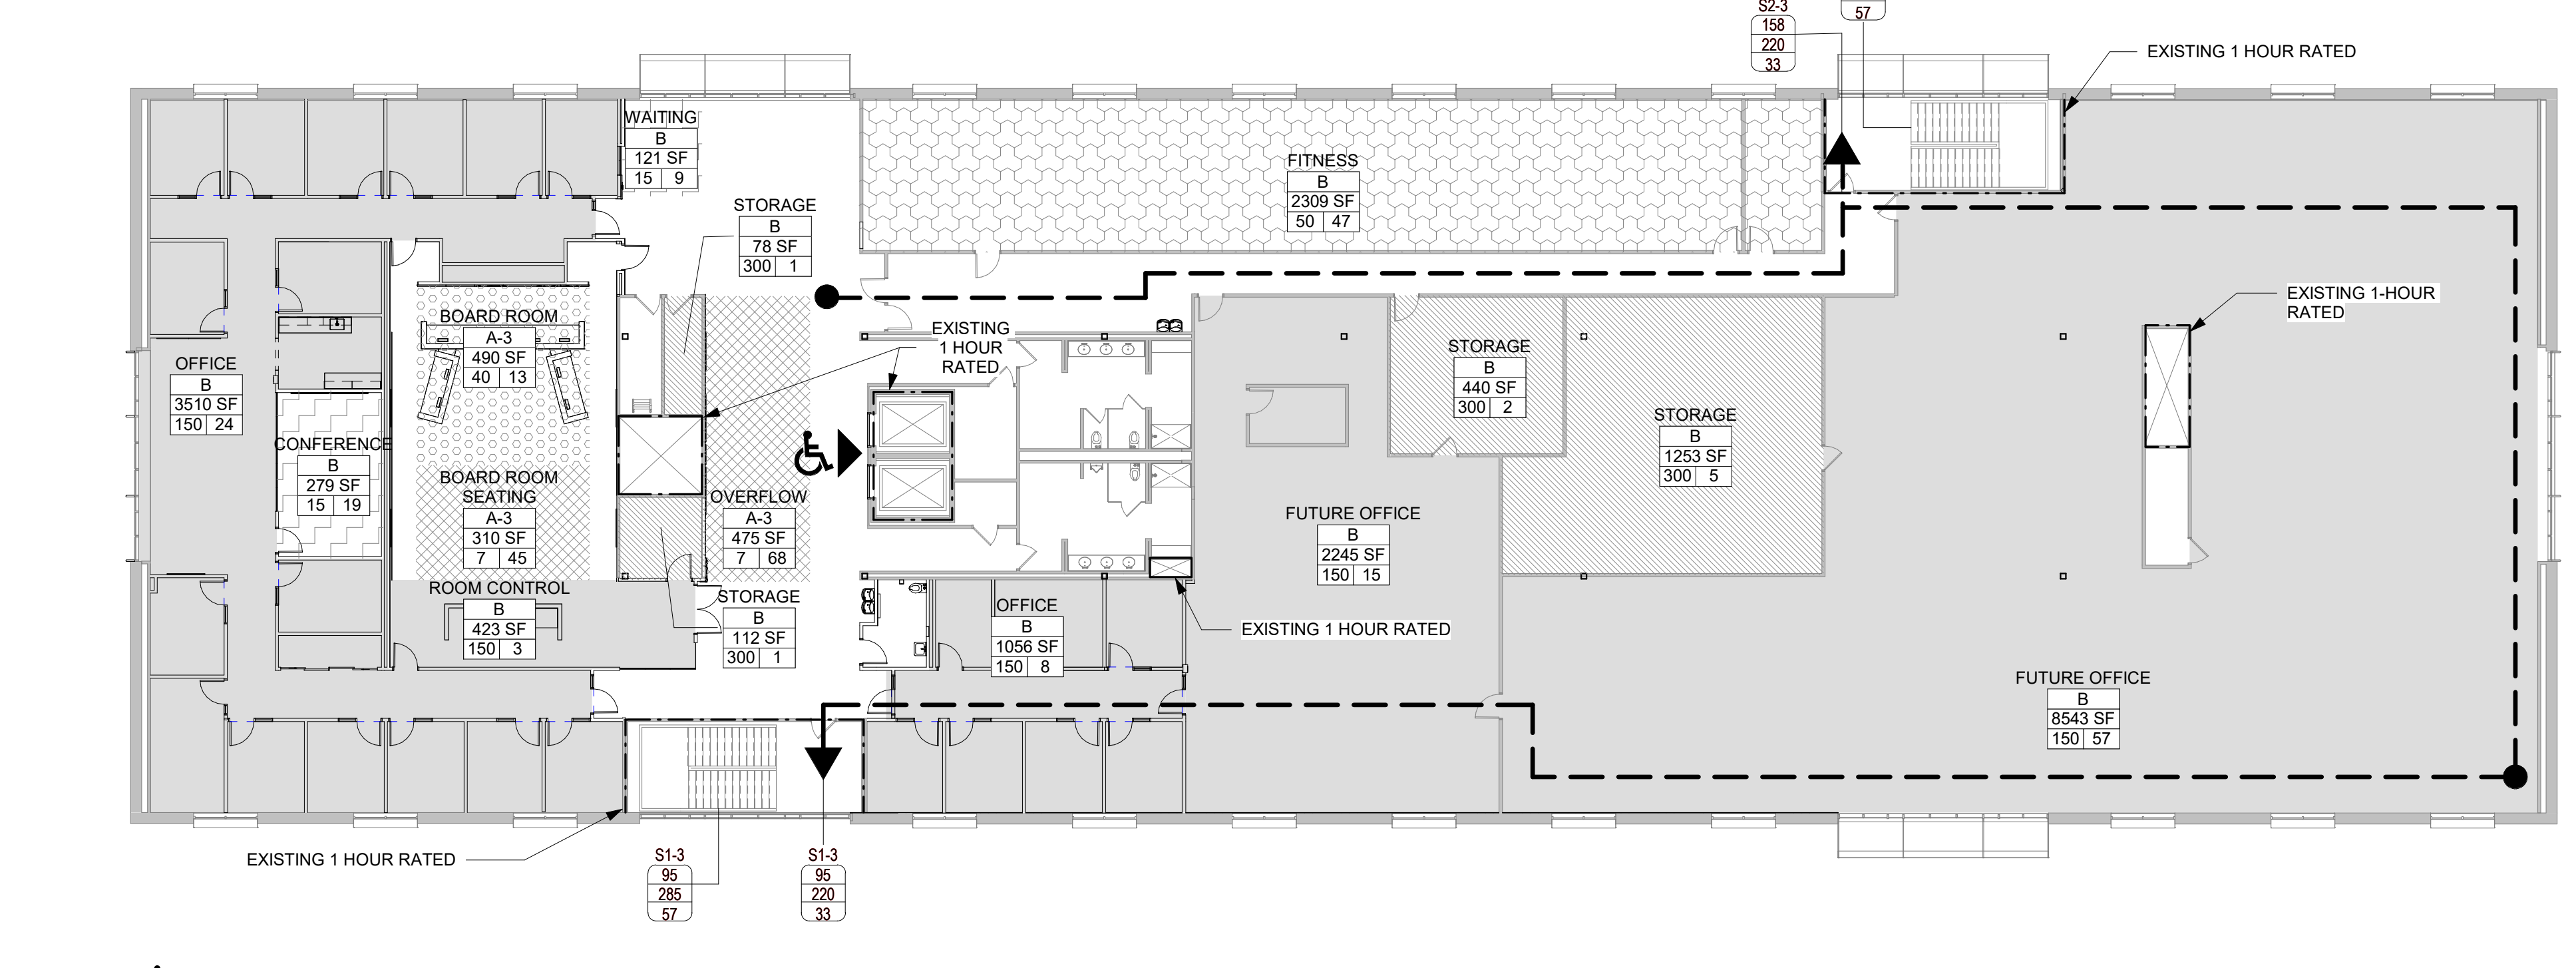 S2-3
158
220
33
57
EXISTING 1 HOUR RATED
WAITING
B
121 SF
15 9
STORAGE
B
78 SF
300 1
FITNESS
B
2309 SF
50 47
EXISTING 1-HOUR
RATED
BOARD ROOM
A-3
490 SF
40 13
EXISTING
1 HOUR
RATED
OFFICE
B
3510 SF
150 24
STORAGE
B
440 SF
300 2
STORAGE
B
1253 SF
300 5
CONFERENCE
B
279 SF
15 19
BOARD ROOM
SEATING
A-3
310 SF
7 45
OVERFLOW
A-3
475 SF
7 68
FUTURE OFFICE
B
2245 SF
150 15
ROOM CONTROL
B
423 SF
150 3
STORAGE
B
112 SF
300 1
OFFICE
B
1056 SF
150 8
EXISTING 1 HOUR RATED
FUTURE OFFICE
B
8543 SF
150 57
EXISTING 1 HOUR RATED
S1-3
95
285
57
S1-3
95
220
33